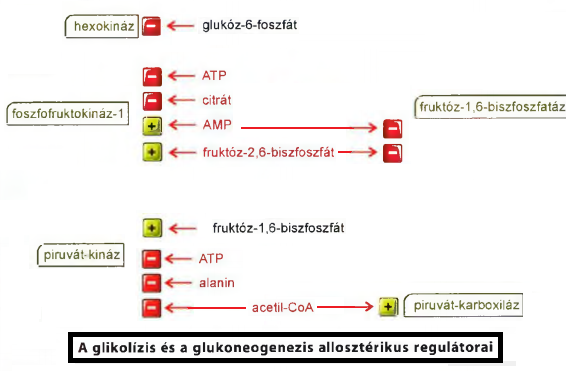 hexokináz - glukóz-6-foszfát
- ATP
- citrát
foszfofruktokináz-1 + AMP - fruktóz-1,6-biszfoszfatáz
+ fruktóz-2,6-biszfoszfát -
+ fruktóz-1,6-biszfoszfát
piruvát-kináz - ATP
- alanin
- acetil-CoA + piruvát-karboxiláz
A glikolízis és a glukoneogenezis allosztérikus regulátorai